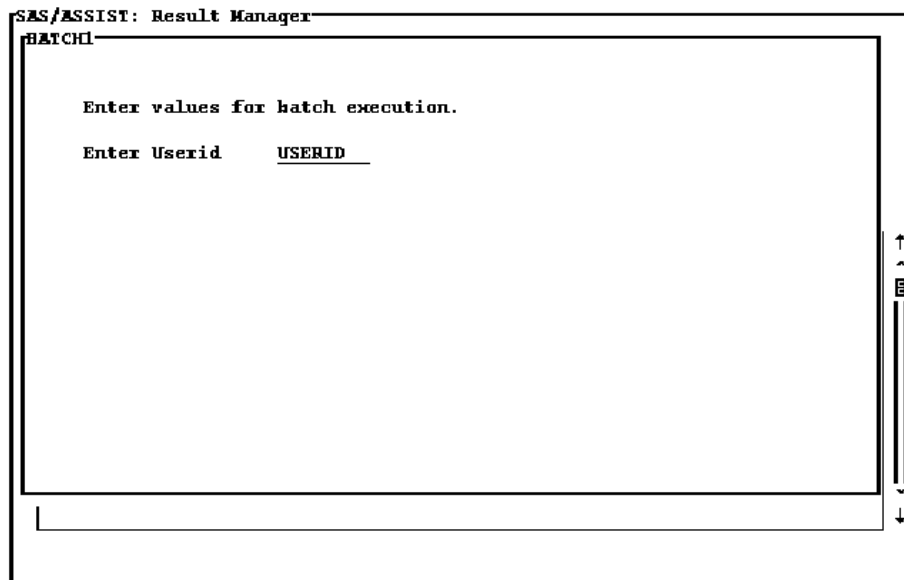 SAS/ASSIST: Result Manager
BATCH1
Enter values for batch execution.
Enter Userid USERID